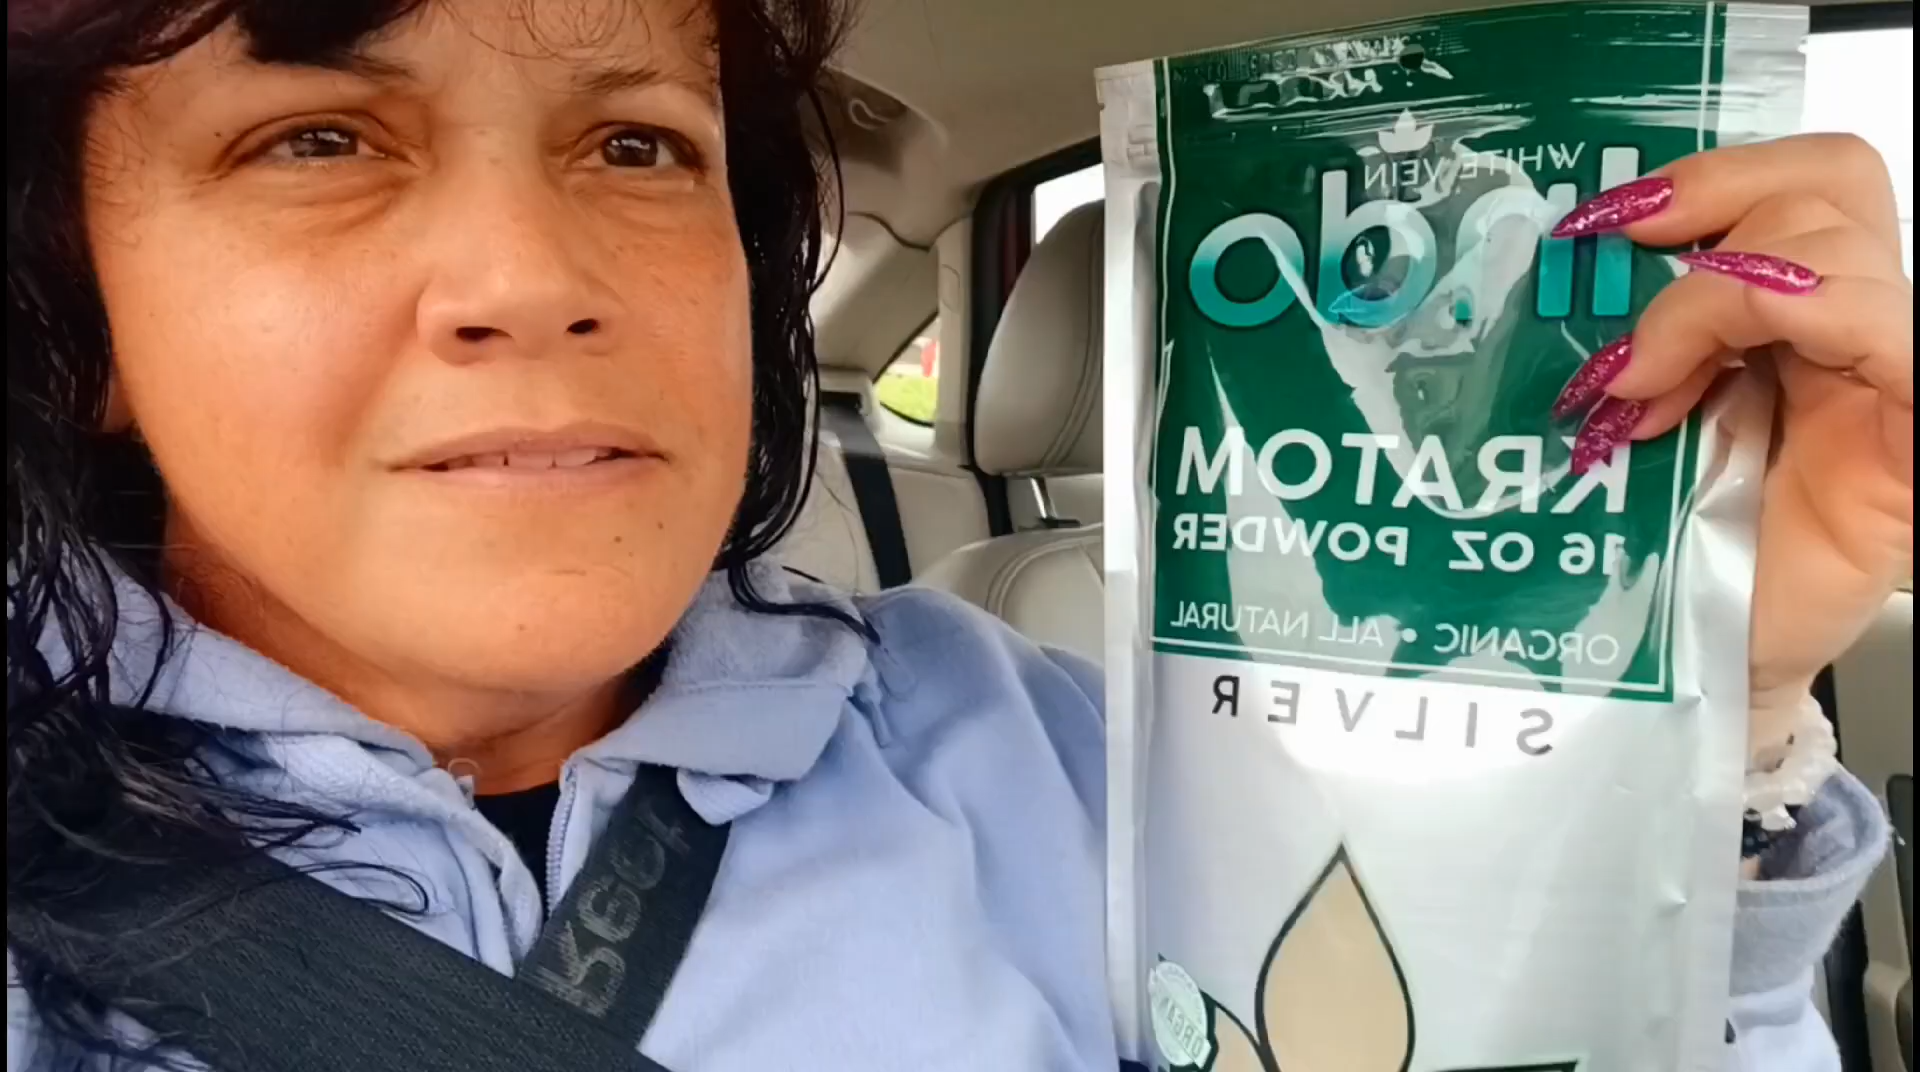 WHITE VEIN
Indo
KRATOM
16 OZ POWDER
ORGANIC • ALL NATURAL
SILVER